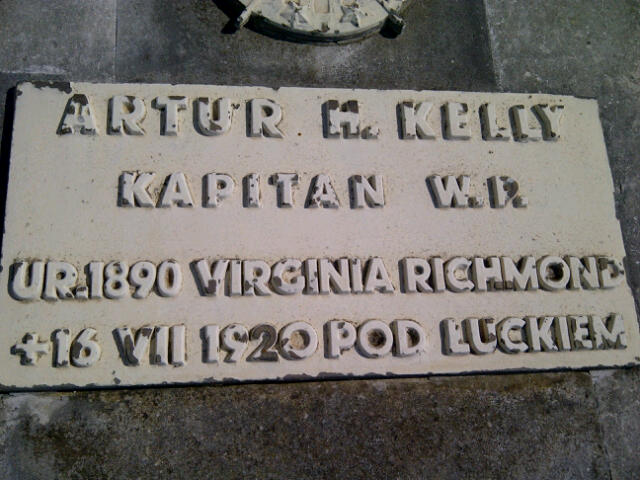 ARTUR H. KELLY
KAPITAN W.P.
UR.1890 VIRGINIA RICHMOND
+16 VII 1920 POD ŁUCKIEM